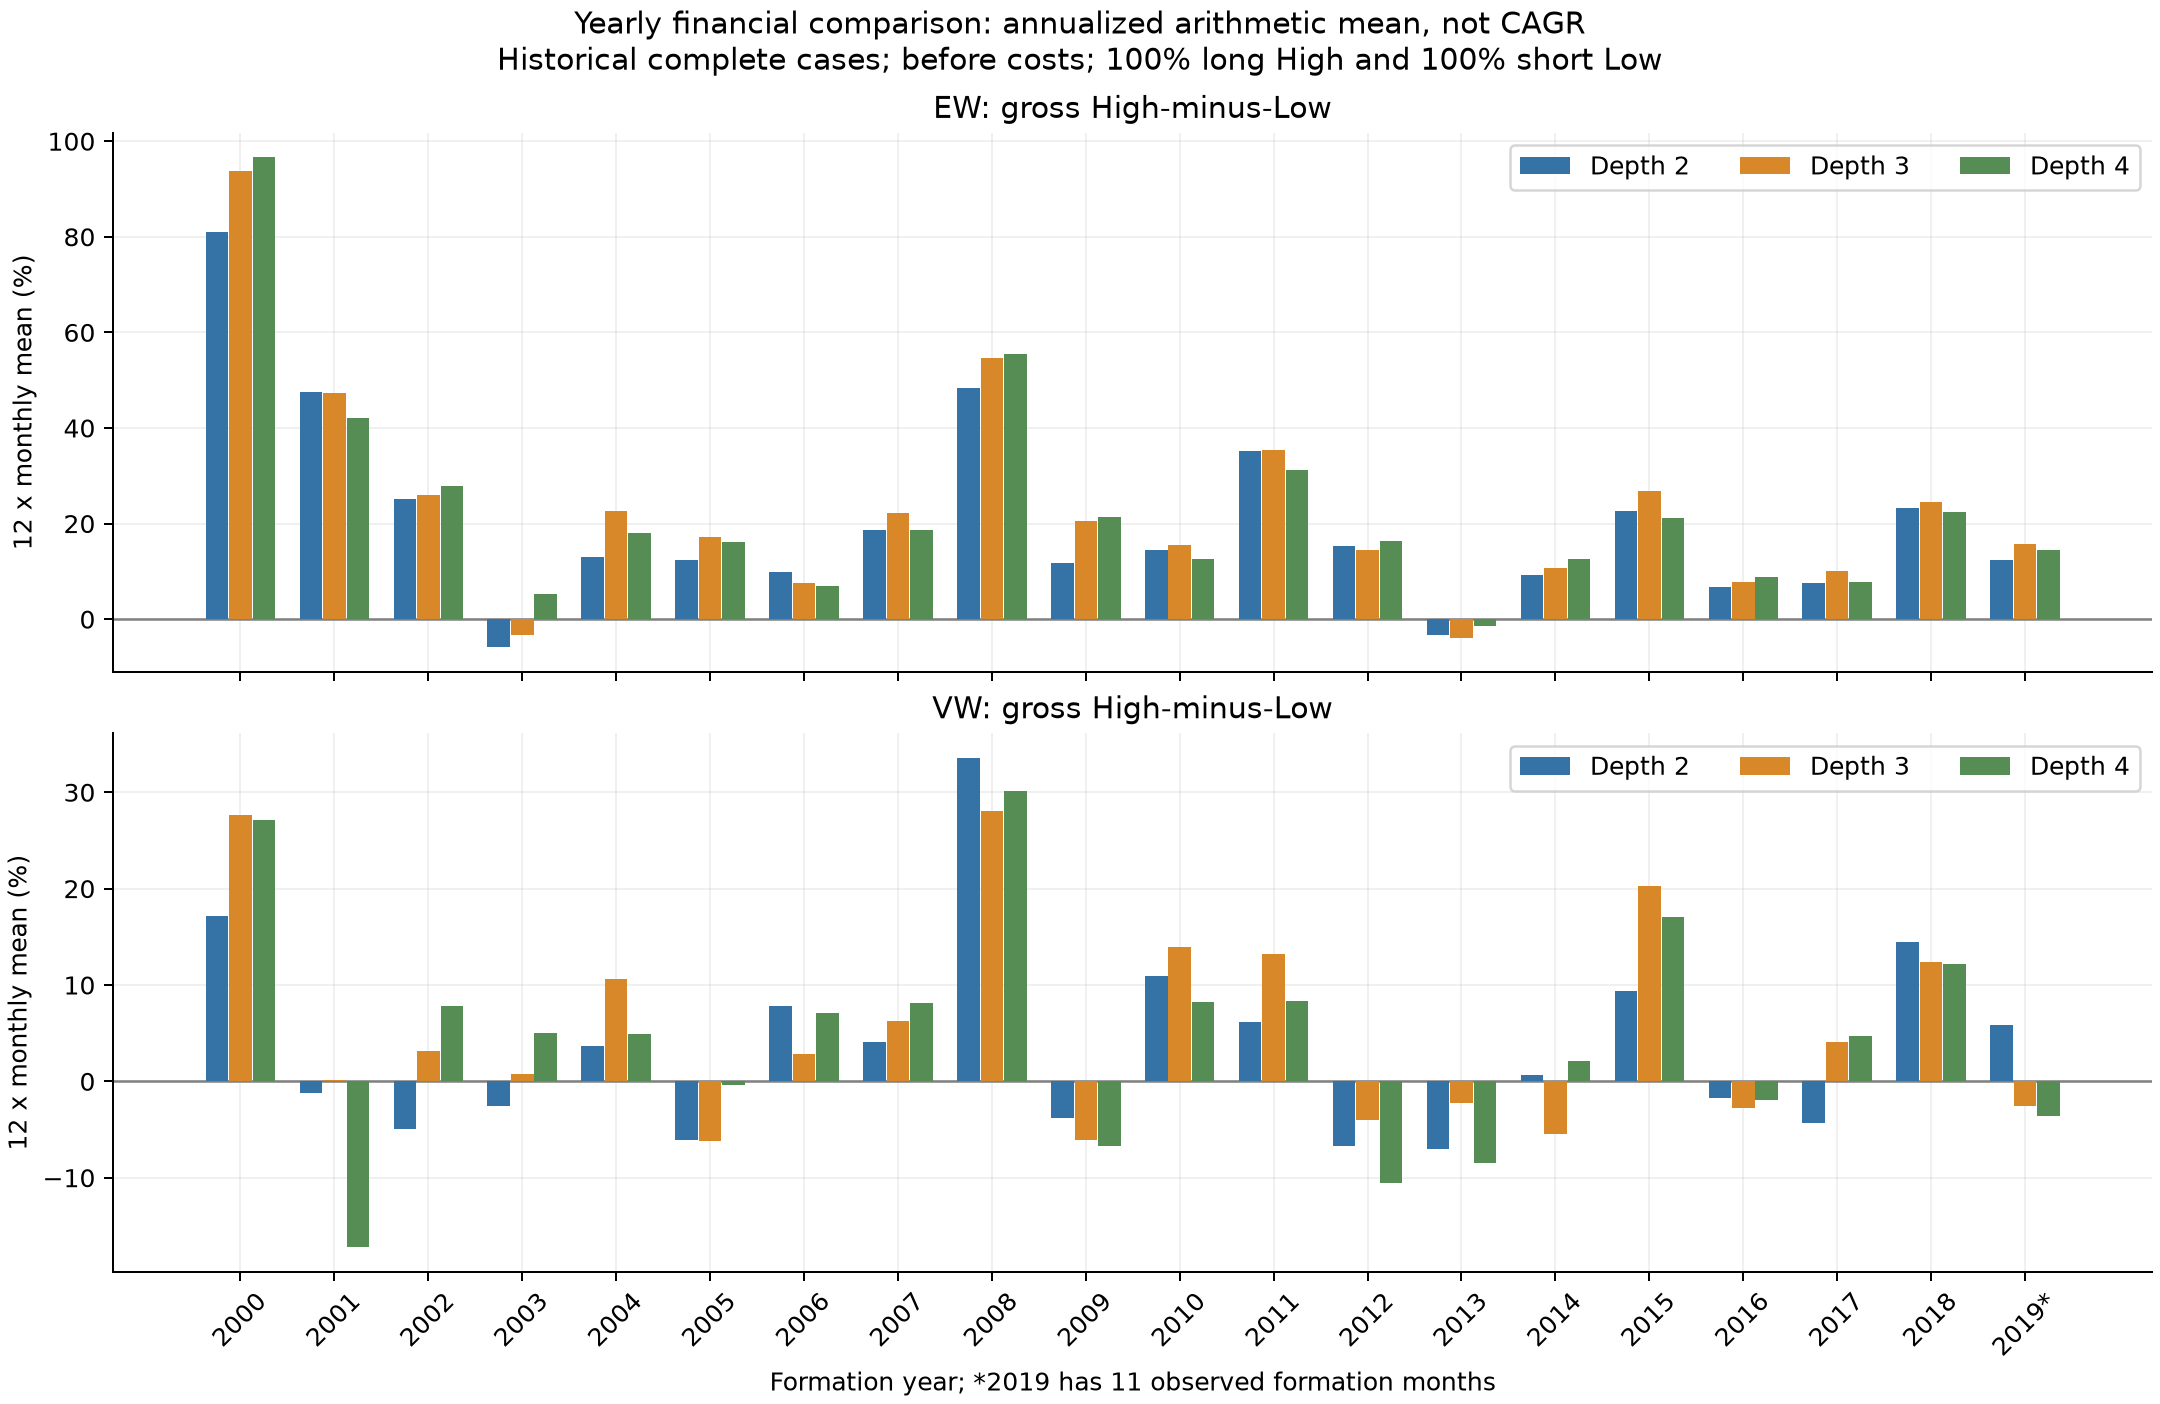 Yearly financial comparison: annualized arithmetic mean, not CAGR
Historical complete cases; before costs; 100% long High and 100% short Low
EW: gross High-minus-Low
Depth 2 Depth 3 Depth 4
12 x monthly mean (%)
100
80
60
40
20
0
VW: gross High-minus-Low
Depth 2 Depth 3 Depth 4
12 x monthly mean (%)
30
20
10
0
−10
2000 2001 2002 2003 2004 2005 2006 2007 2008 2009 2010 2011 2012 2013 2014 2015 2016 2017 2018 2019*
Formation year; *2019 has 11 observed formation months